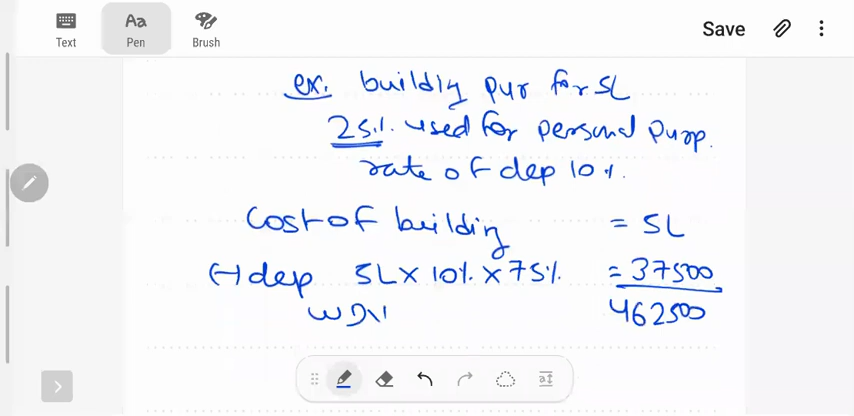 Text
Aa
Pen
Brush
Save
ex. building pur for 5L
25% used for personal purp.
rate of dep 10%.
Cost of building = 5L
(-) dep 5L x 10% x 75% = 37500
WDV 462500